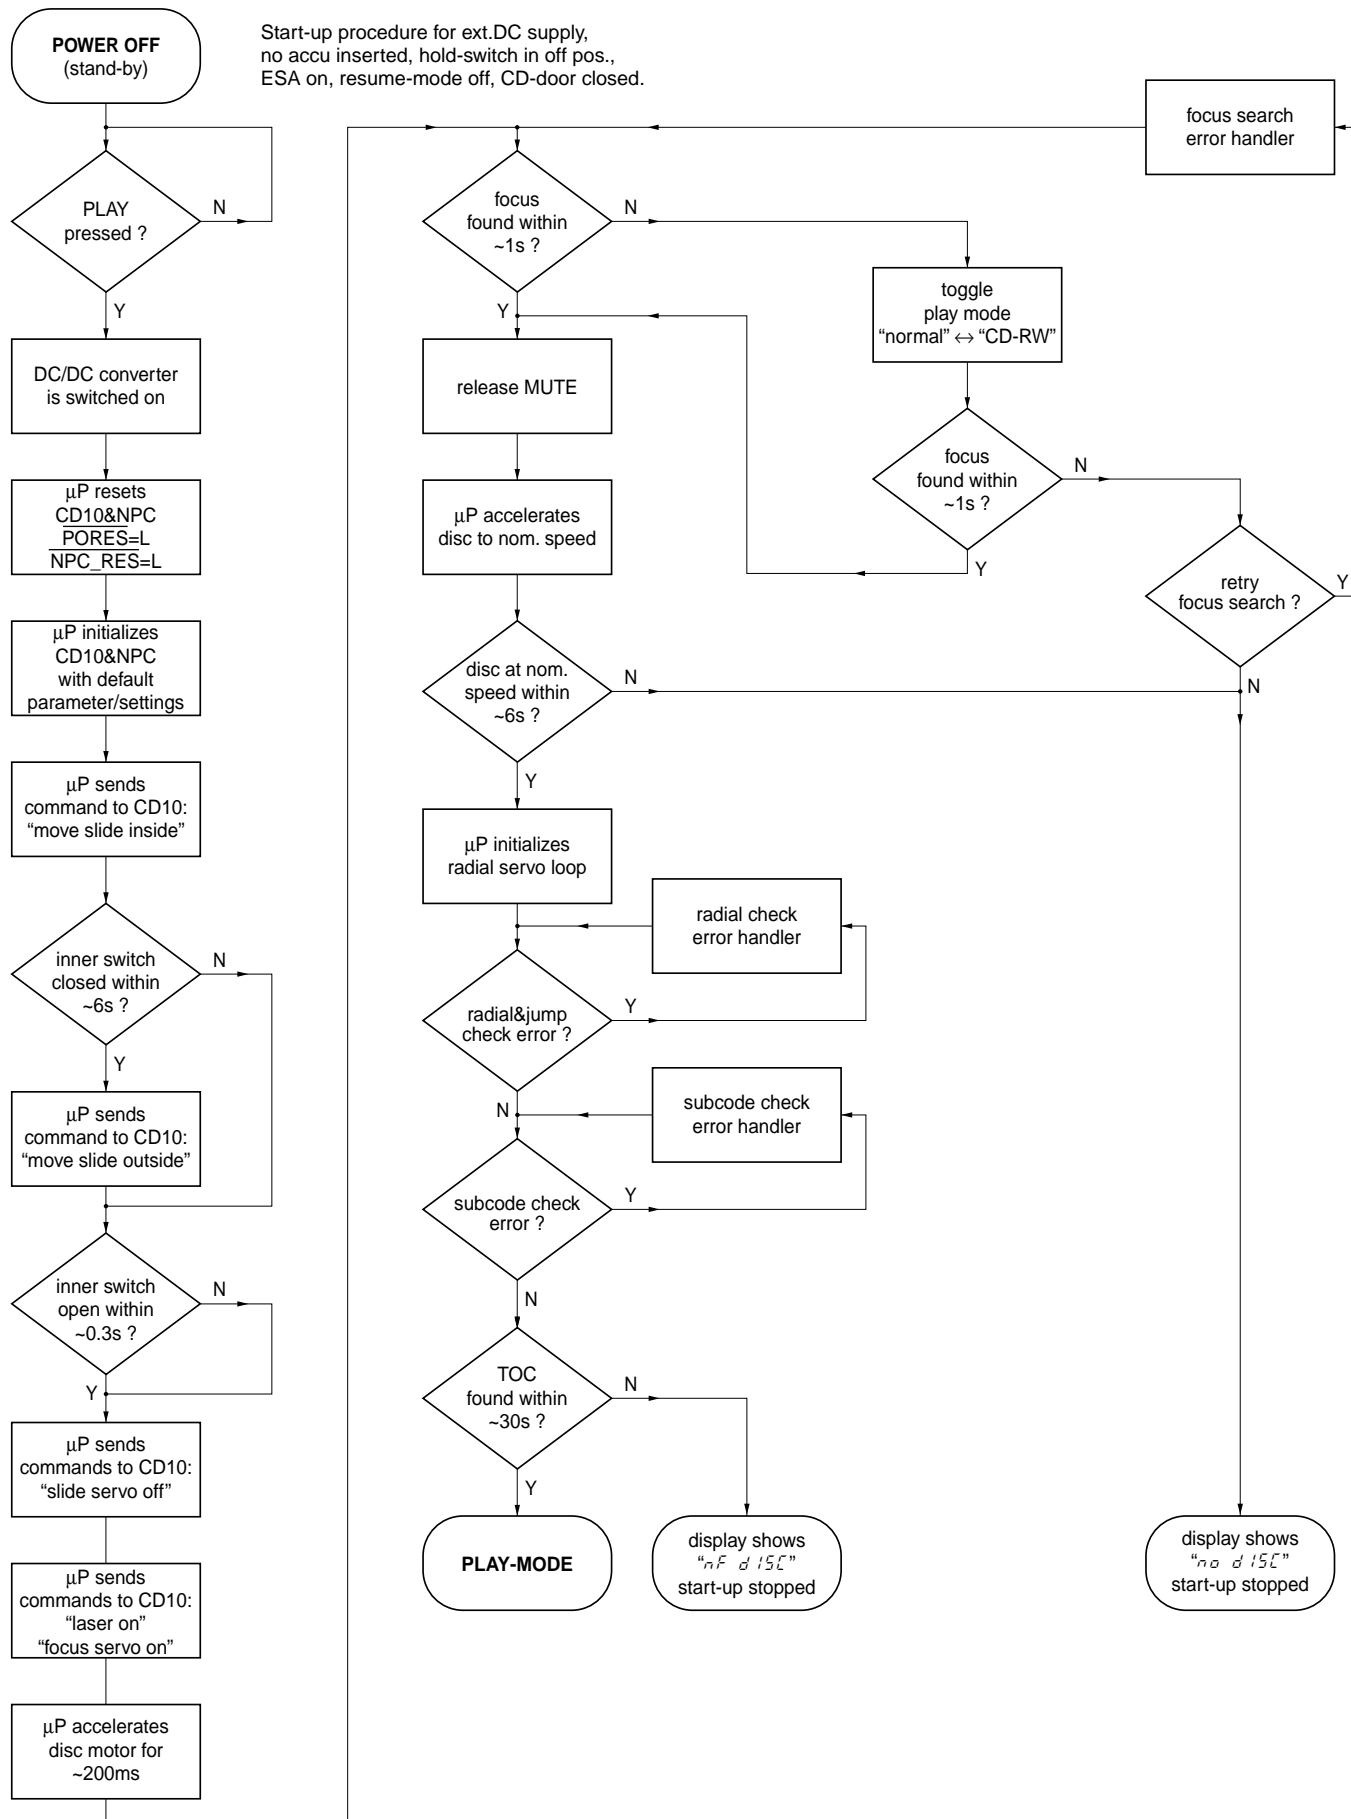 POWER OFF
(stand-by)
Start-up procedure for ext.DC supply,
no accu inserted, hold-switch in off pos.,
ESA on, resume-mode off, CD-door closed.
PLAY
pressed ?
N
Y
DC/DC converter
is switched on
µP resets
CD10&NPC
PORES=L
NPC_RES=L
µP initializes
CD10&NPC
with default
parameter/settings
µP sends
command to CD10:
“move slide inside”
inner switch
closed within
~6s ?
N
Y
µP sends
command to CD10:
“move slide outside”
inner switch
open within
~0.3s ?
N
Y
µP sends
commands to CD10:
“slide servo off”
µP sends
commands to CD10:
“laser on”
“focus servo on”
µP accelerates
disc motor for
~200ms
focus
found within
~1s ?
N
Y
release MUTE
µP accelerates
disc to nom. speed
disc at nom.
speed within
~6s ?
N
Y
µP initializes
radial servo loop
radial check
error handler
radial&jump
check error ?
Y
N
subcode check
error handler
subcode check
error ?
Y
N
TOC
found within
~30s ?
N
Y
PLAY-MODE
display shows
“nF dISC”
start-up stopped
toggle
play mode
“normal” ↔ “CD-RW”
focus
found within
~1s ?
N
Y
focus search
error handler
retry
focus search ?
Y
N
display shows
“no dISC”
start-up stopped